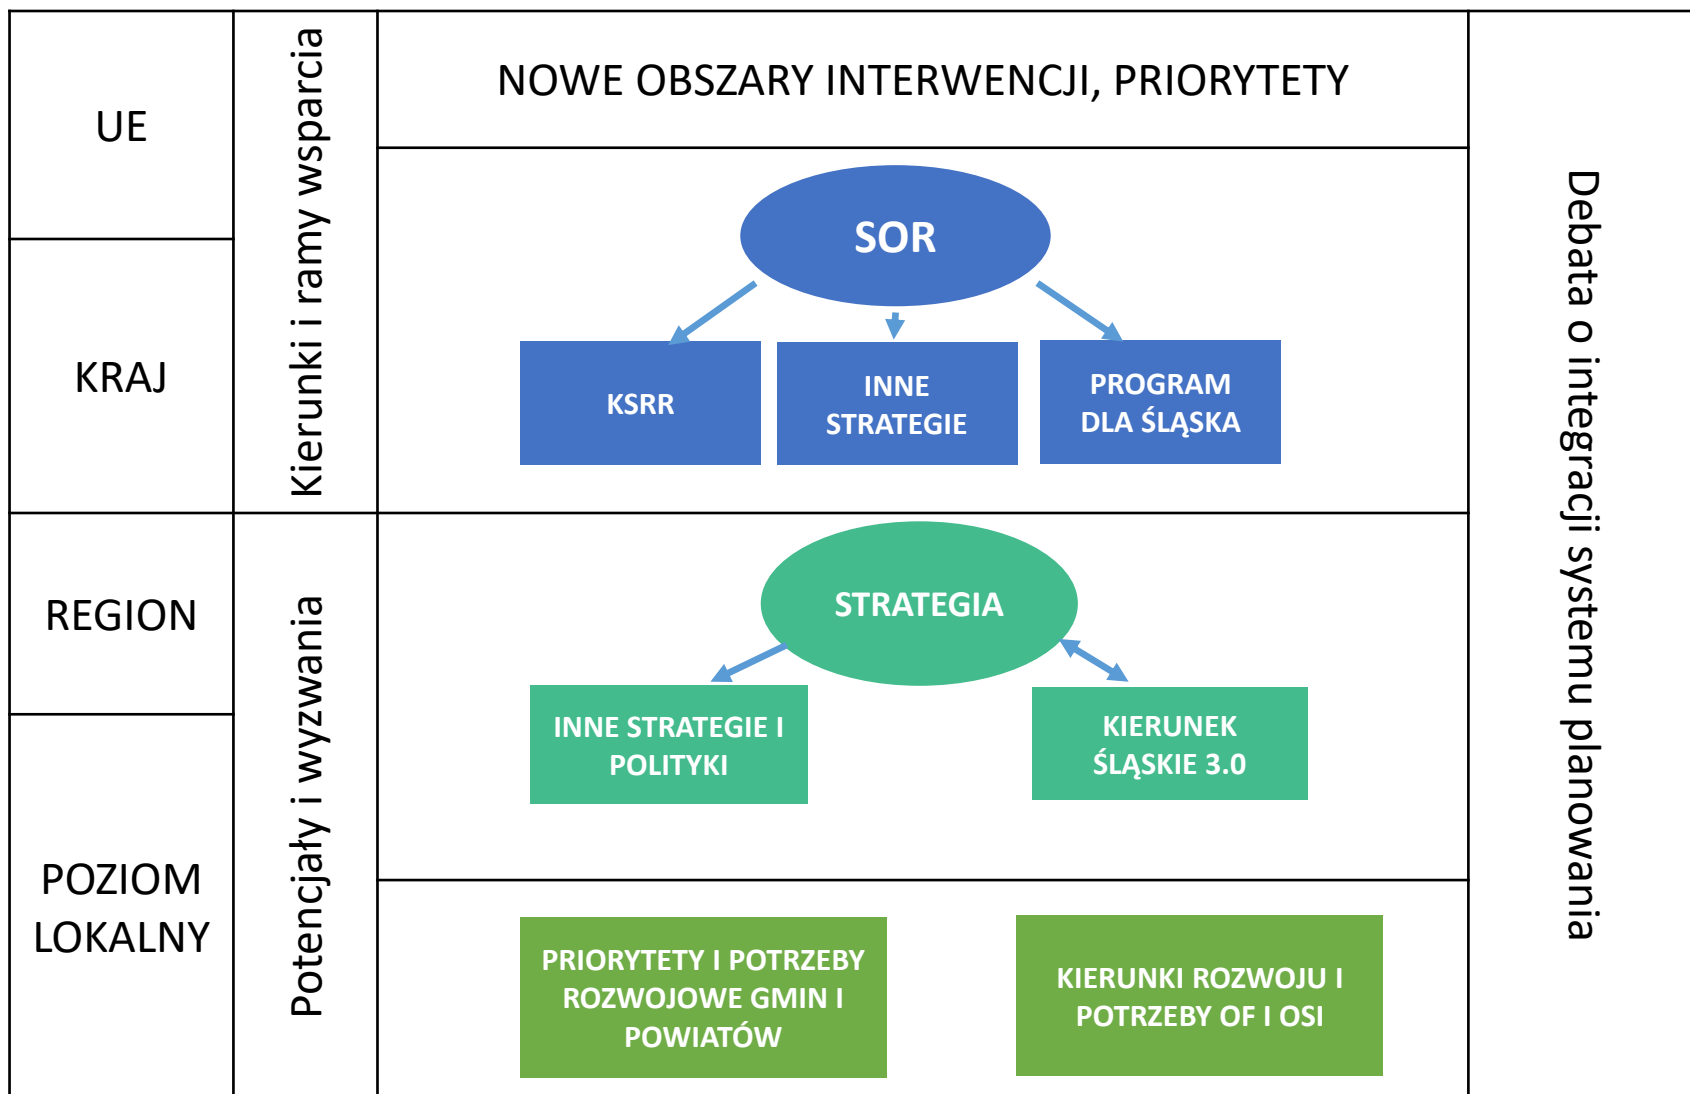 UE
Kierunki i ramy wsparcia
NOWE OBSZARY INTERWENCJI, PRIORYTETY
KRAJ
SOR
KSRR
INNE
STRATEGIE
PROGRAM
DLA ŚLĄSKA
REGION
Potencjały i wyzwania
STRATEGIA
INNE STRATEGIE I
POLITYKI
KIERUNEK
ŚLĄSKIE 3.0
POZIOM
LOKALNY
PRIORYTETY I POTRZEBY
ROZWOJOWE GMIN I
POWIATÓW
KIERUNKI ROZWOJU I
POTRZEBY OF I OSI
Debata o integracji systemu planowania